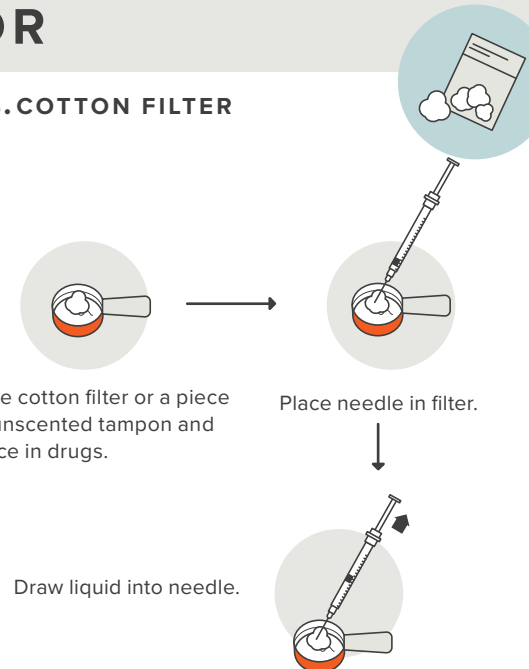 OR
. COTTON FILTER
cotton filter or a piece
unscented tampon and
in drugs.
Place needle in filter.
Draw liquid into needle.